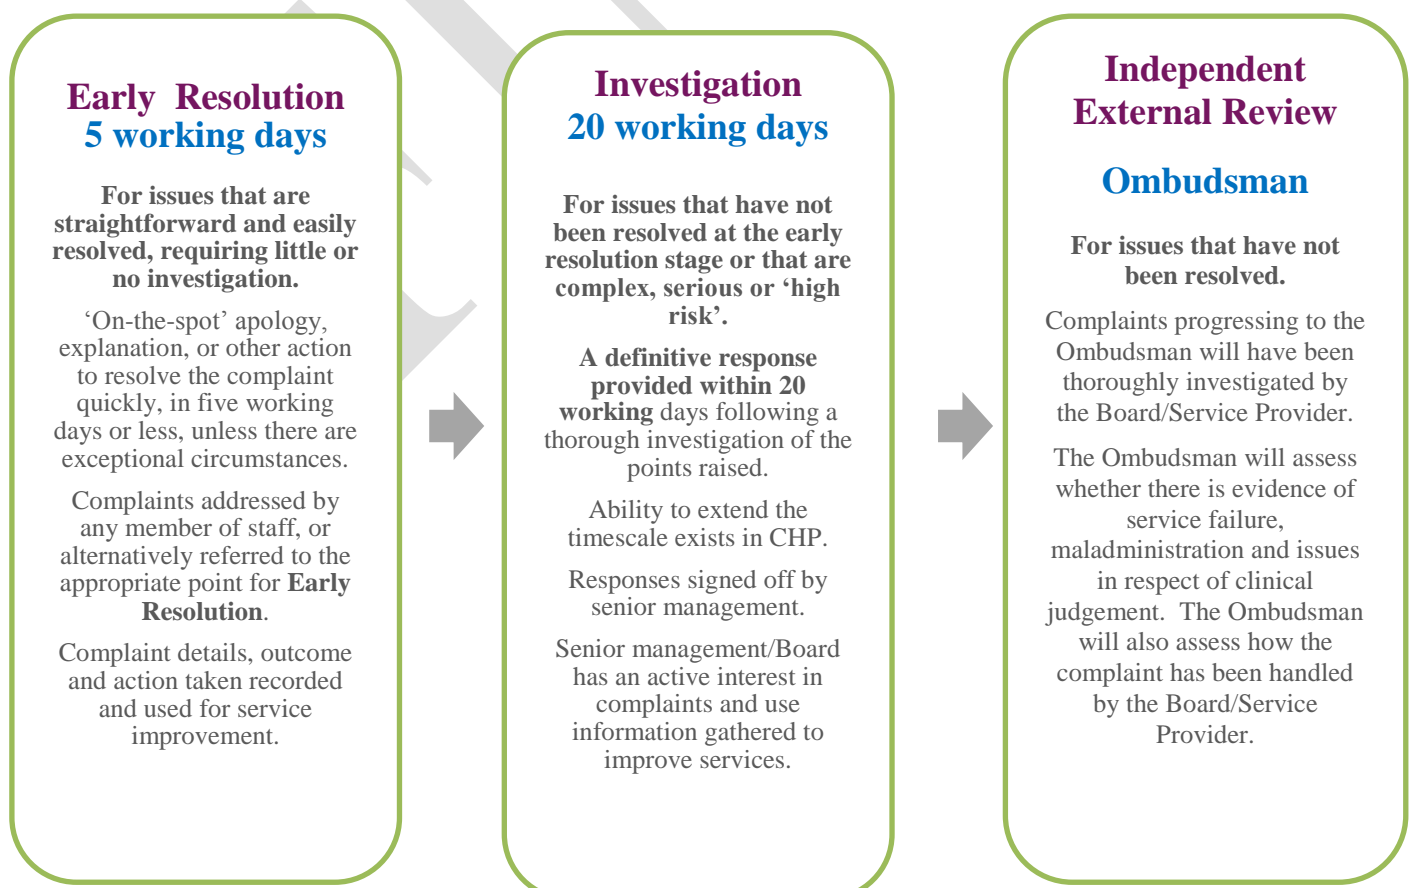 Early Resolution
5 working days
For issues that are
straightforward and easily
resolved, requiring little or
no investigation.
‘On-the-spot’ apology,
explanation, or other action
to resolve the complaint
quickly, in five working
days or less, unless there are
exceptional circumstances.
Complaints addressed by
any member of staff, or
alternatively referred to the
appropriate point for Early
Resolution.
Complaint details, outcome
and action taken recorded
and used for service
improvement.
Investigation
20 working days
For issues that have not
been resolved at the early
resolution stage or that are
complex, serious or ‘high
risk’.
A definitive response
provided within 20
working days following a
thorough investigation of the
points raised.
Ability to extend the
timescale exists in CHP.
Responses signed off by
senior management.
Senior management/Board
has an active interest in
complaints and use
information gathered to
improve services.
Independent
External Review
Ombudsman
For issues that have not
been resolved.
Complaints progressing to the
Ombudsman will have been
thoroughly investigated by
the Board/Service Provider.
The Ombudsman will assess
whether there is evidence of
service failure,
maladministration and issues
in respect of clinical
judgement. The Ombudsman
will also assess how the
complaint has been handled
by the Board/Service
Provider.